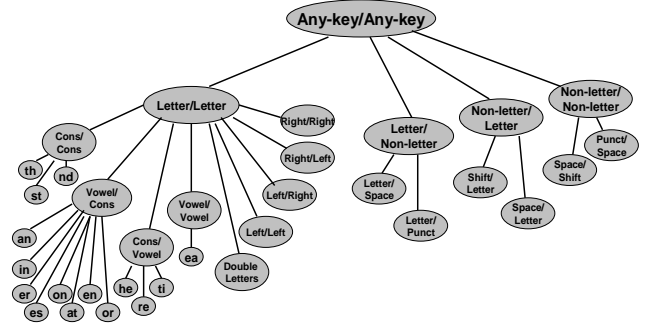 Any-key/Any-key
Letter/Letter
Letter/
Non-letter
Non-letter/
Letter
Non-letter/
Non-letter
Right/Right
Right/Left
Left/Right
Left/Left
Double
Letters
Cons/
Cons
th
st
nd
Vowel/
Cons
an
in
er
es
on
at
en
or
Cons/
Vowel
he
re
ti
Vowel/
Vowel
ea
Letter/
Space
Letter/
Punct
Shift/
Letter
Space/
Letter
Space/
Shift
Punct/
Space